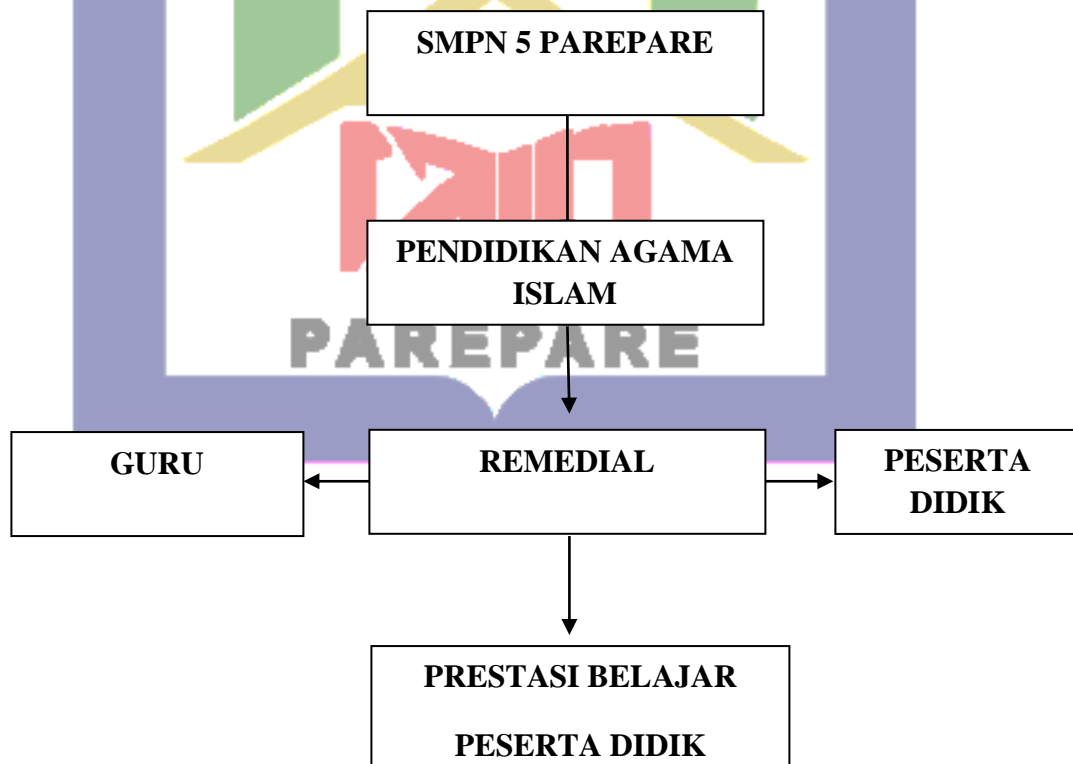 SMPN 5 PAREPARE
PENDIDIKAN AGAMA
ISLAM
PAREPARE
GURU
REMEDIAL
PESERTA
DIDIK
PRESTASI BELAJAR
PESERTA DIDIK